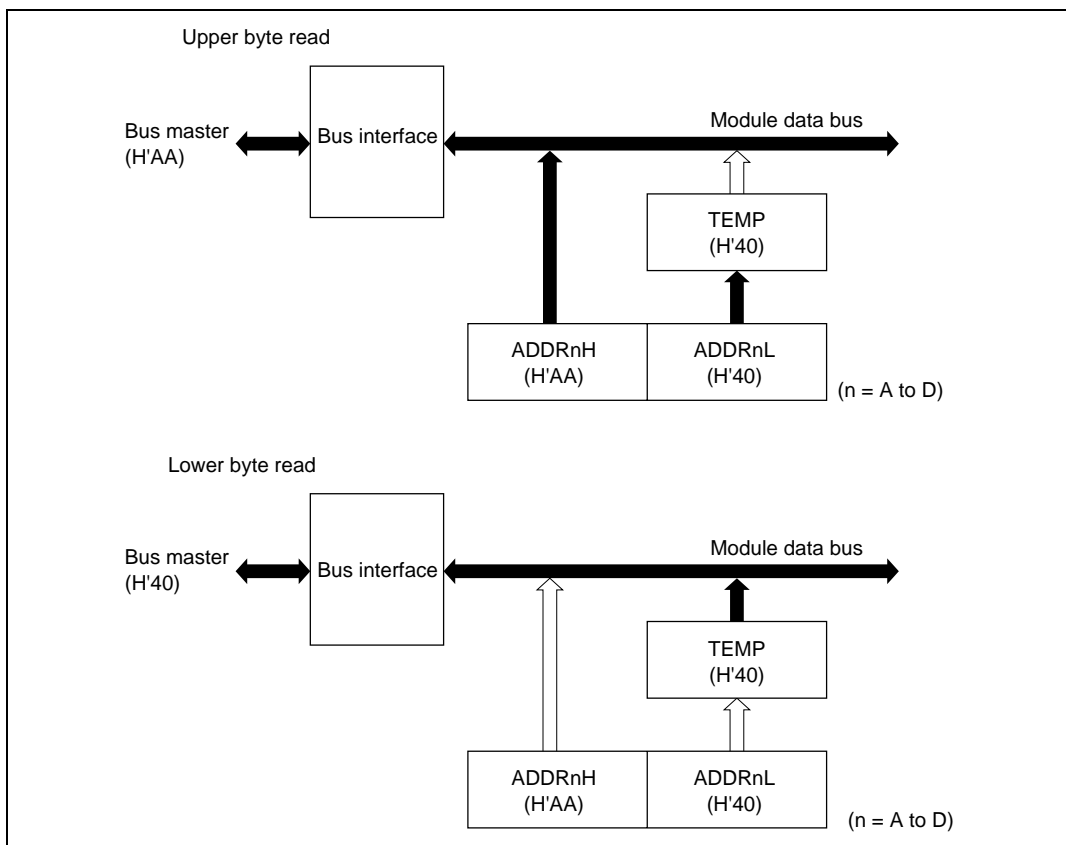 Upper byte read
Bus master
(H'AA)
Bus interface
Module data bus
TEMP
(H'40)
ADDRnH
(H'AA)
ADDRnL
(H'40)
(n = A to D)
Lower byte read
Bus master
(H'40)
Bus interface
Module data bus
TEMP
(H'40)
ADDRnH
(H'AA)
ADDRnL
(H'40)
(n = A to D)